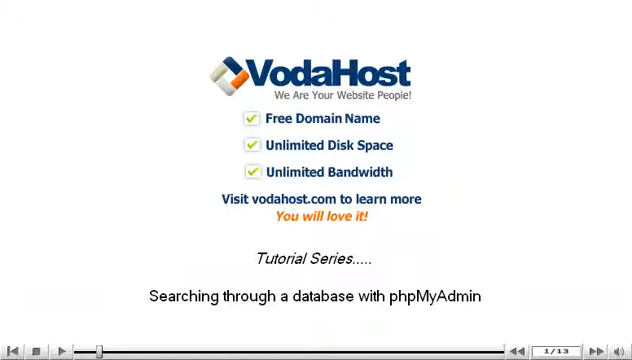 VodaHost
We Are Your Website People!
Free Domain Name
Unlimited Disk Space
Unlimited Bandwidth
Visit vodahost.com to learn more
You will love it!
Tutorial Series.....
Searching through a database with phpMyAdmin
1/13